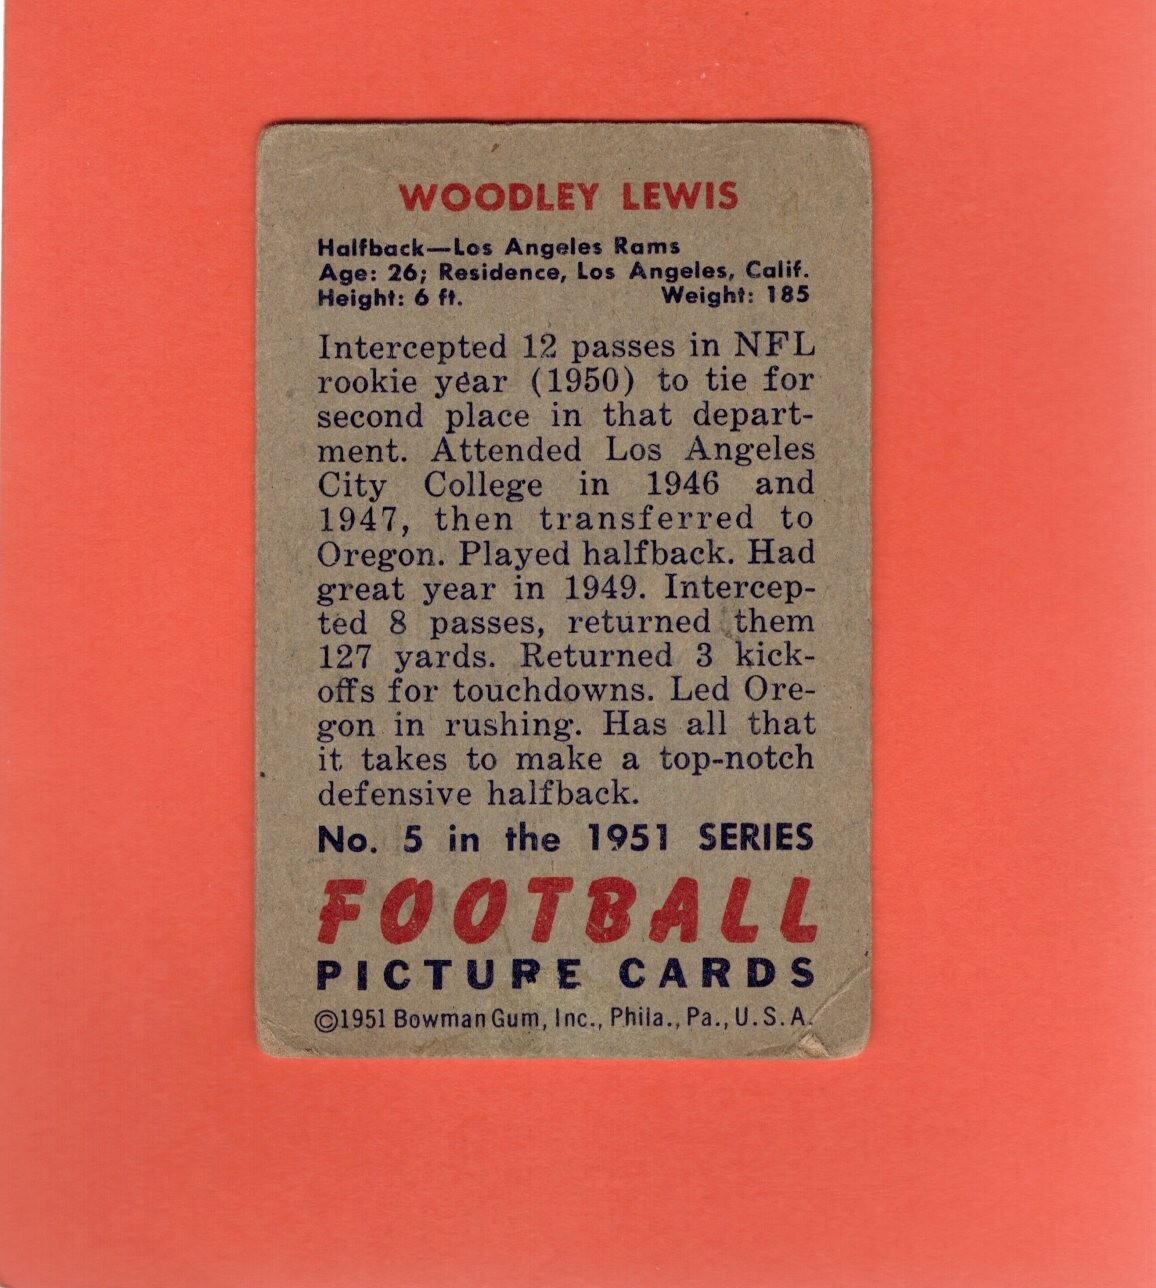 WOODLEY LEWIS
Halfback—Los Angeles Rams
Age: 26; Residence, Los Angeles, Calif.
Height: 6 ft. Weight: 185
Intercepted 12 passes in NFL
rookie year (1950) to tie for
second place in that depart-
ment. Attended Los Angeles
City College in 1946 and
1947, then transferred to
Oregon. Played halfback. Had
great year in 1949. Intercep-
ted 8 passes, returned them
127 yards. Returned 3 kick-
offs for touchdowns. Led Ore-
gon in rushing. Has all that
it takes to make a top-notch
defensive halfback.
No. 5 in the 1951 SERIES
FOOTBALL
PICTURE CARDS
©1951 Bowman Gum, Inc., Phila., Pa., U. S. A.